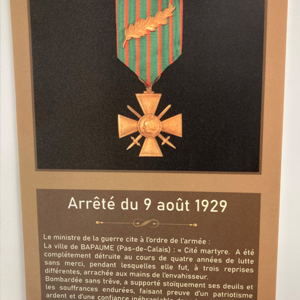 Arrêté du 9 août 1929
Le ministre de la guerre cite à l'ordre de l'armée :
La ville de BAPAUME (Pas-de-Calais) : « Cité martyre. A été
complétement détruite au cours de quatre années de lutte
sans merci, pendant lesquelles elle fut, à trois reprises
différentes, arrachée aux mains de l'envahisseur.
Bombardée sans trêve, a supporté stoïquement ses deuils et
les souffrances endurées, faisant preuve d'un patriotisme
ardent et d'une confiance